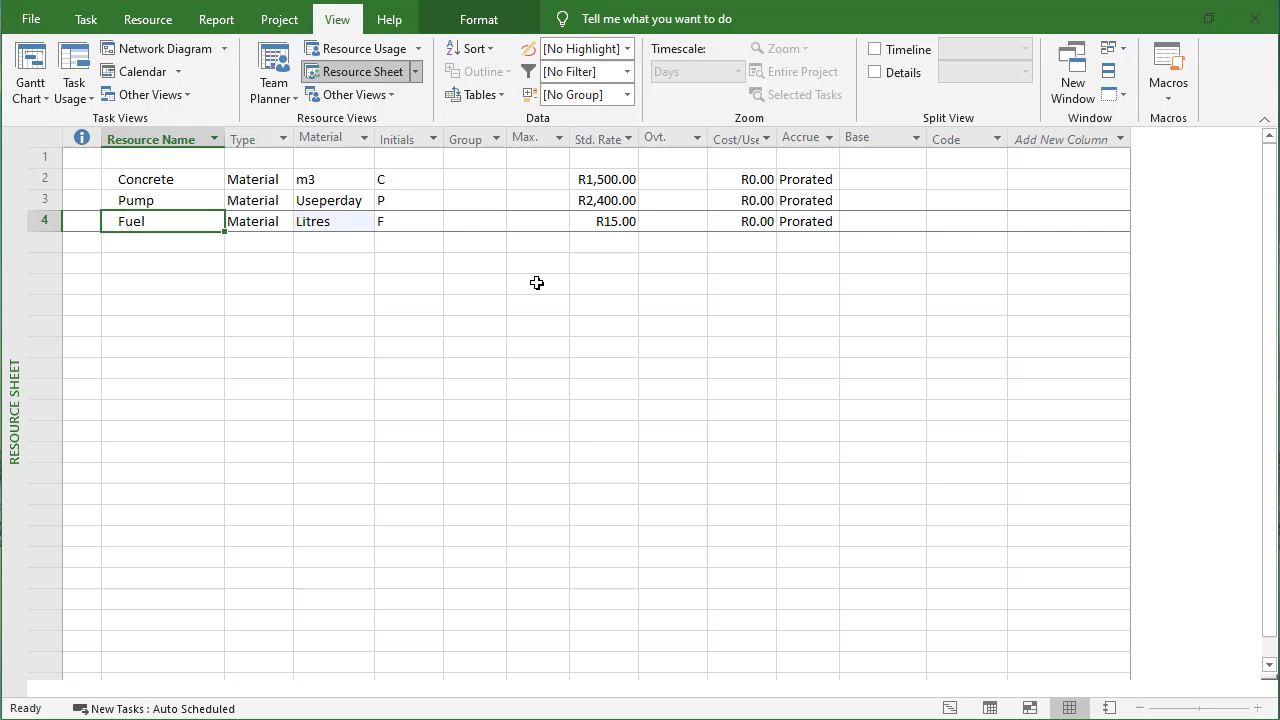 File Task Resource Report Project View Help Format Tell me what you want to do
Gantt Chart
Task Usage
Network Diagram
Calendar
Other Views
Task Views
Team Planner
Resource Usage
Resource Sheet
Other Views
Resource Views
Sort
Outline
Tables
[No Highlight]
[No Filter]
[No Group]
Data
Timescale:
Days
Zoom
Entire Project
Selected Tasks
Zoom
Timeline
Details
Split View
New Window
Window
Macros
Macros
Resource Name Type Material Initials Group Max. Std. Rate Ovt. Cost/Use Accrue Base Code Add New Column
1
2 Concrete Material m3 C R1,500.00 R0.00 Prorated
3 Pump Material Useperday P R2,400.00 R0.00 Prorated
4 Fuel Material Litres F R15.00 R0.00 Prorated
RESOURCE SHEET
Ready New Tasks : Auto Scheduled